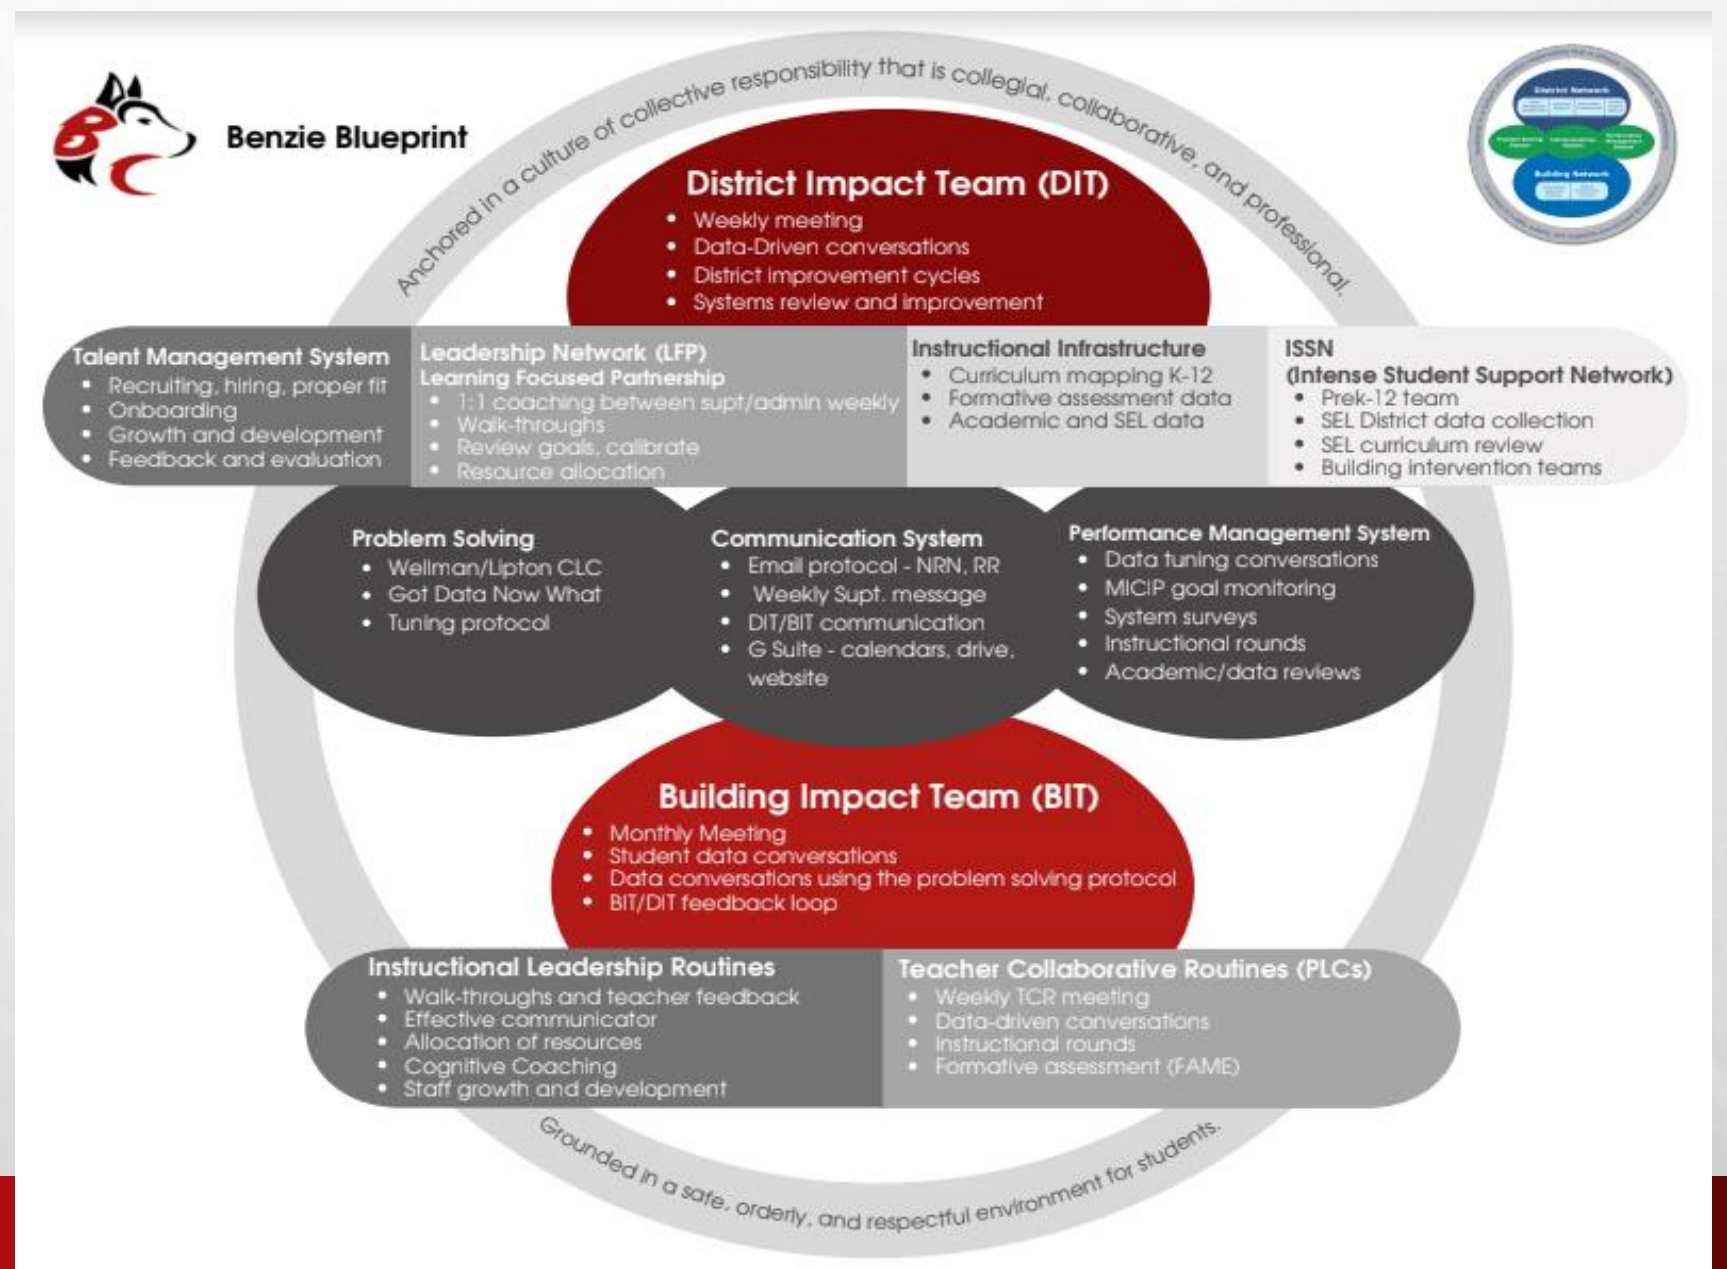 Benzie Blueprint
Anchored in a culture of collective responsibility that is collegial, collaborative, and professional,
District Network
Building Network
District Impact Team (DIT)
• Weekly meeting
• Data-Driven conversations
• District improvement cycles
• Systems review and improvement
Talent Management System
• Recruiting, hiring, proper fit
• Onboarding
• Growth and development
• Feedback and evaluation
Leadership Network (LFP)
Learning Focused Partnership
• 1:1 coaching between supt/admin weekly
• Walk-throughs
• Review goals, calibrate
• Resource allocation
Instructional Infrastructure
• Curriculum mapping K-12
• Formative assessment data
• Academic and SEL data
ISSN
(Intense Student Support Network)
• Prek-12 team
• SEL District data collection
• SEL curriculum review
• Building intervention teams
Problem Solving
• Wellman/Lipton CLC
• Got Data Now What
• Tuning protocol
Communication System
• Email protocol - NRN, RR
• Weekly Supt. message
• DIT/BIT communication
• G Suite - calendars, drive,
website
Performance Management System
• Data tuning conversations
• MICIP goal monitoring
• System surveys
• Instructional rounds
• Academic/data reviews
Building Impact Team (BIT)
• Monthly Meeting
• Student data conversations
• Data conversations using the problem solving protocol
• BIT/DIT feedback loop
Instructional Leadership Routines
• Walk-throughs and teacher feedback
• Effective communicator
• Allocation of resources
• Cognitive Coaching
• Staff growth and development
Teacher Collaborative Routines (PLCs)
• Weekly TCR meeting
• Data-driven conversations
• Instructional rounds
• Formative assessment (FAME)
Grounded in a safe, orderly, and respectful environment for students.